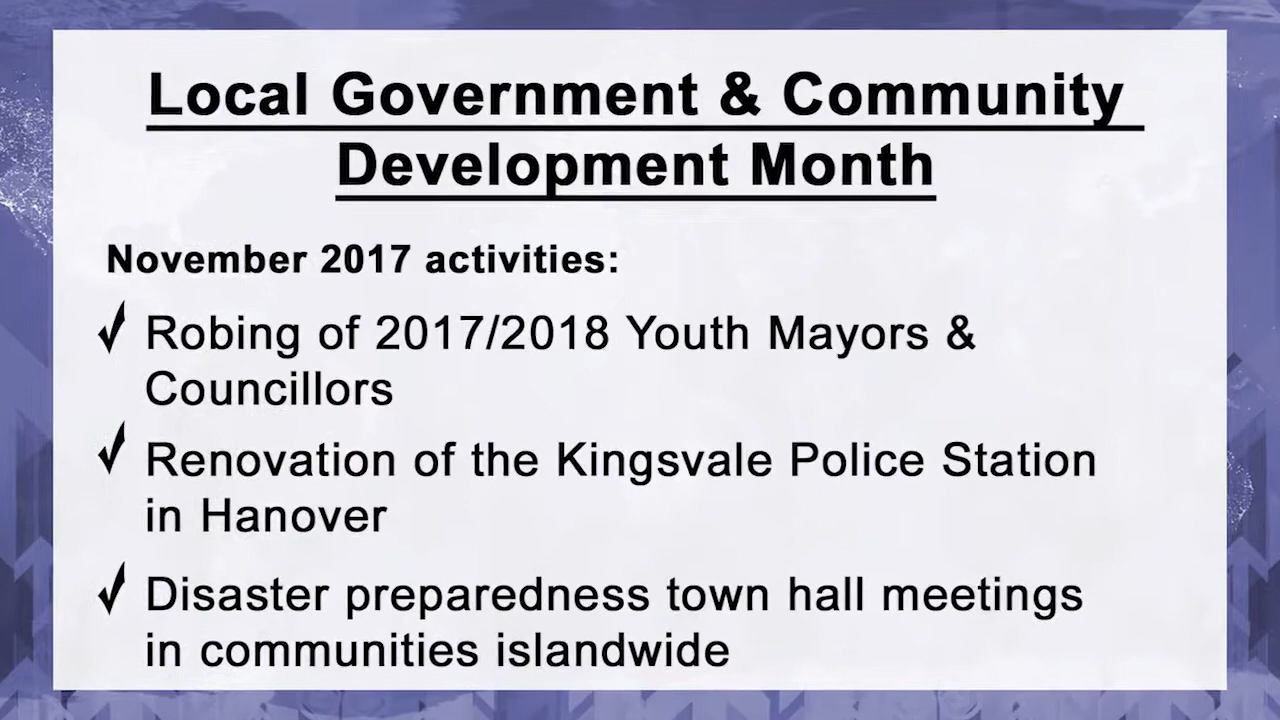 Local Government & Community
Development Month
November 2017 activities:
Robing of 2017/2018 Youth Mayors &
Councillors
Renovation of the Kingsvale Police Station
in Hanover
Disaster preparedness town hall meetings
in communities islandwide